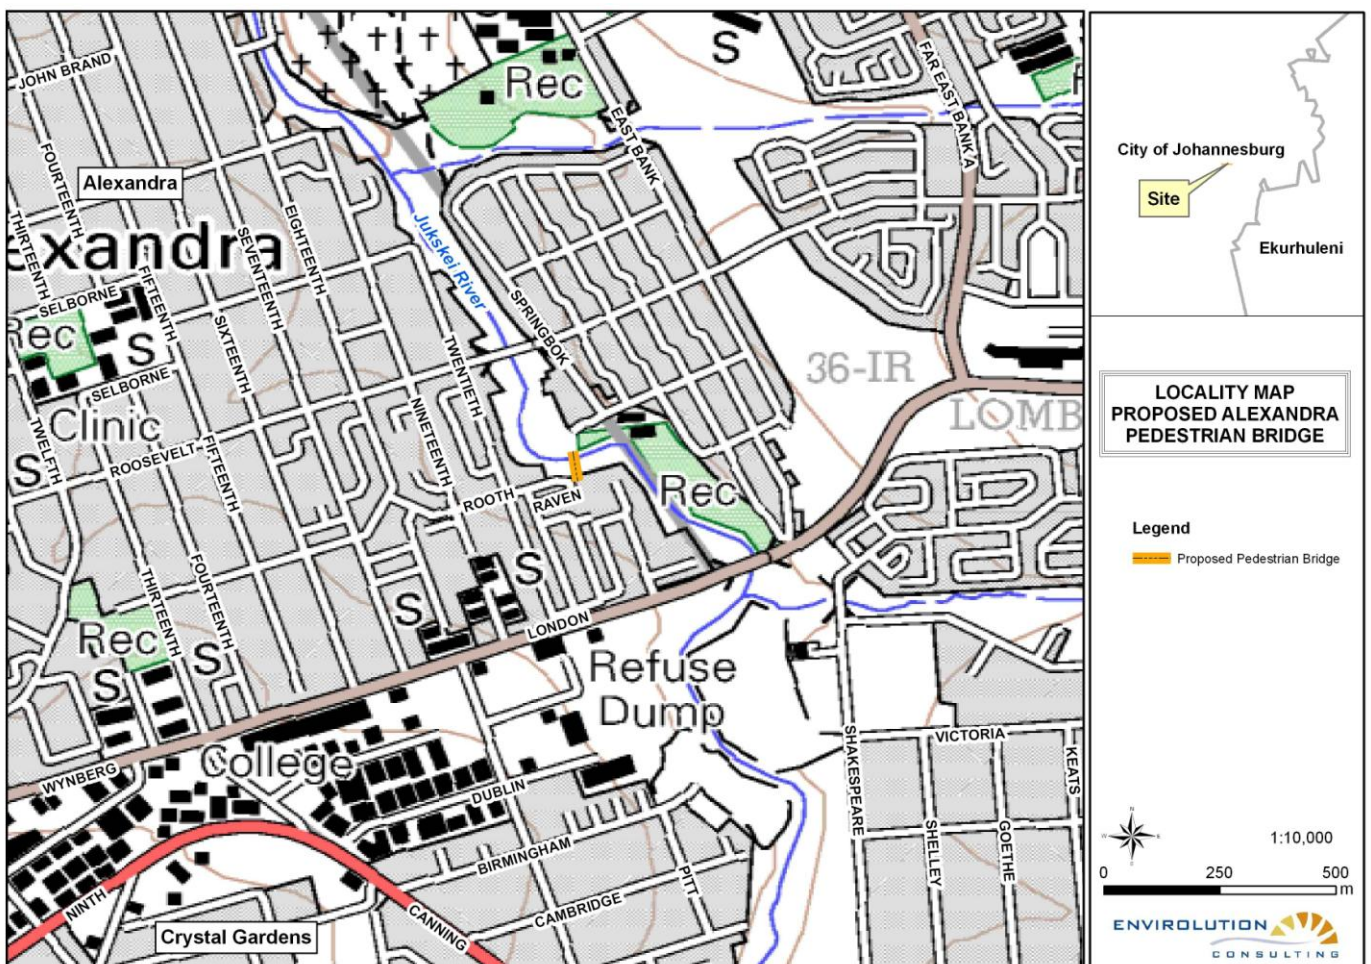 JOHN BRAND
Rec
S
FAR EAST BANK A
EAST BANK
FOURTEENTH
Alexandra
THIRTEENTH
EIGHTEENTH
SEVENTEENTH
exandra
FIFTEENTH
Jukskei River
SELBORNE
SPRINGBOK
SIXTEENTH
Rec
S
TWENTIETH
36-IR
SELBORNE
LOMB
Clinic
NINETEENTH
TWELFTH
S
ROOSEVELT
FIFTEENTH
ROOTH
RAVEN
Rec
S
THIRTEENTH
FOURTEENTH
S
LONDON
Rec
S
S
Refuse
Dump
WYNBERG
College
DUBLIN
SHAKESPEARE
VICTORIA
KEATS
BIRMINGHAM
SHELLEY
GOETHE
PITT
NINTH
CANNING
CAMBRIDGE
Crystal Gardens
City of Johannesburg
Site
Ekurhuleni
LOCALITY MAP
PROPOSED ALEXANDRA
PEDESTRIAN BRIDGE
Legend
Proposed Pedestrian Bridge
N
W E
S
1:10,000
0 250 500
m
ENVIROLUTION
CONSULTING